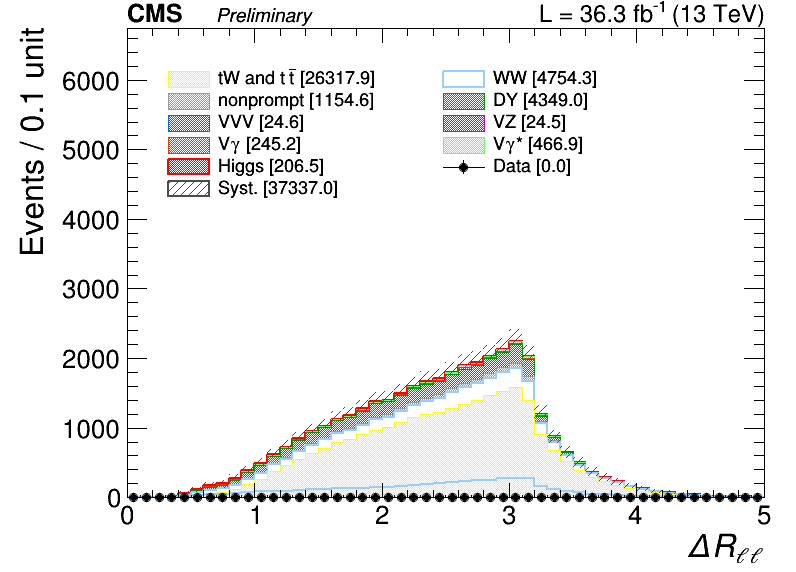 CMS Preliminary L = 36.3 fb⁻¹ (13 TeV)
Events / 0.1 unit
6000
5000
4000
3000
2000
1000
0
tW and t t̄ [26317.9]
WW [4754.3]
nonprompt [1154.6]
DY [4349.0]
VVV [24.6]
VZ [24.5]
Vγ [245.2]
Vγ* [466.9]
Higgs [206.5]
Data [0.0]
Syst. [37337.0]
0 1 2 3 4 5
ΔRℓℓ